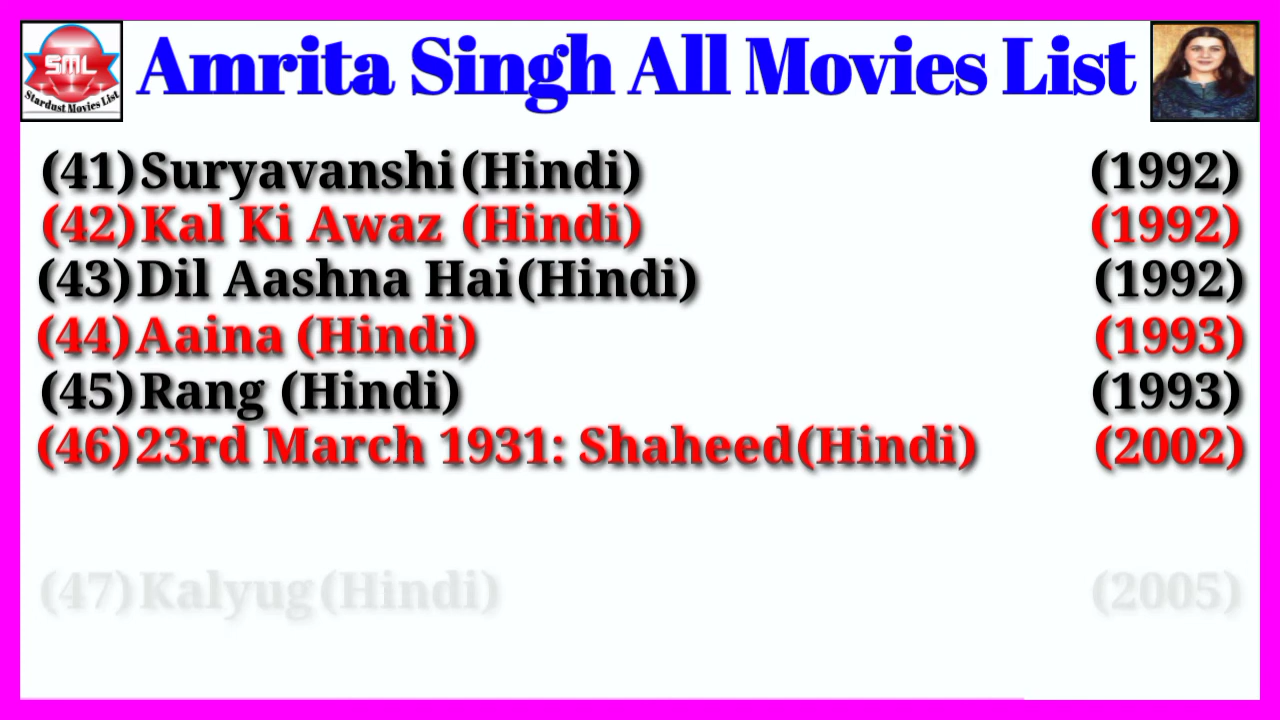 SML
Stardust Movies List
Amrita Singh All Movies List
(41) Suryavanshi (Hindi) (1992)
(42) Kal Ki Awaz (Hindi) (1992)
(43) Dil Aashna Hai (Hindi) (1992)
(44) Aaina (Hindi) (1993)
(45) Rang (Hindi) (1993)
(46) 23rd March 1931: Shaheed (Hindi) (2002)
(47) Kalyug (Hindi) (2005)